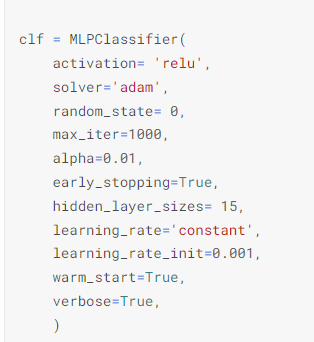 clf = MLPClassifier(
    activation= 'relu',
    solver='adam',
    random_state= 0,
    max_iter=1000,
    alpha=0.01,
    early_stopping=True,
    hidden_layer_sizes= 15,
    learning_rate='constant',
    learning_rate_init=0.001,
    warm_start=True,
    verbose=True,
    )